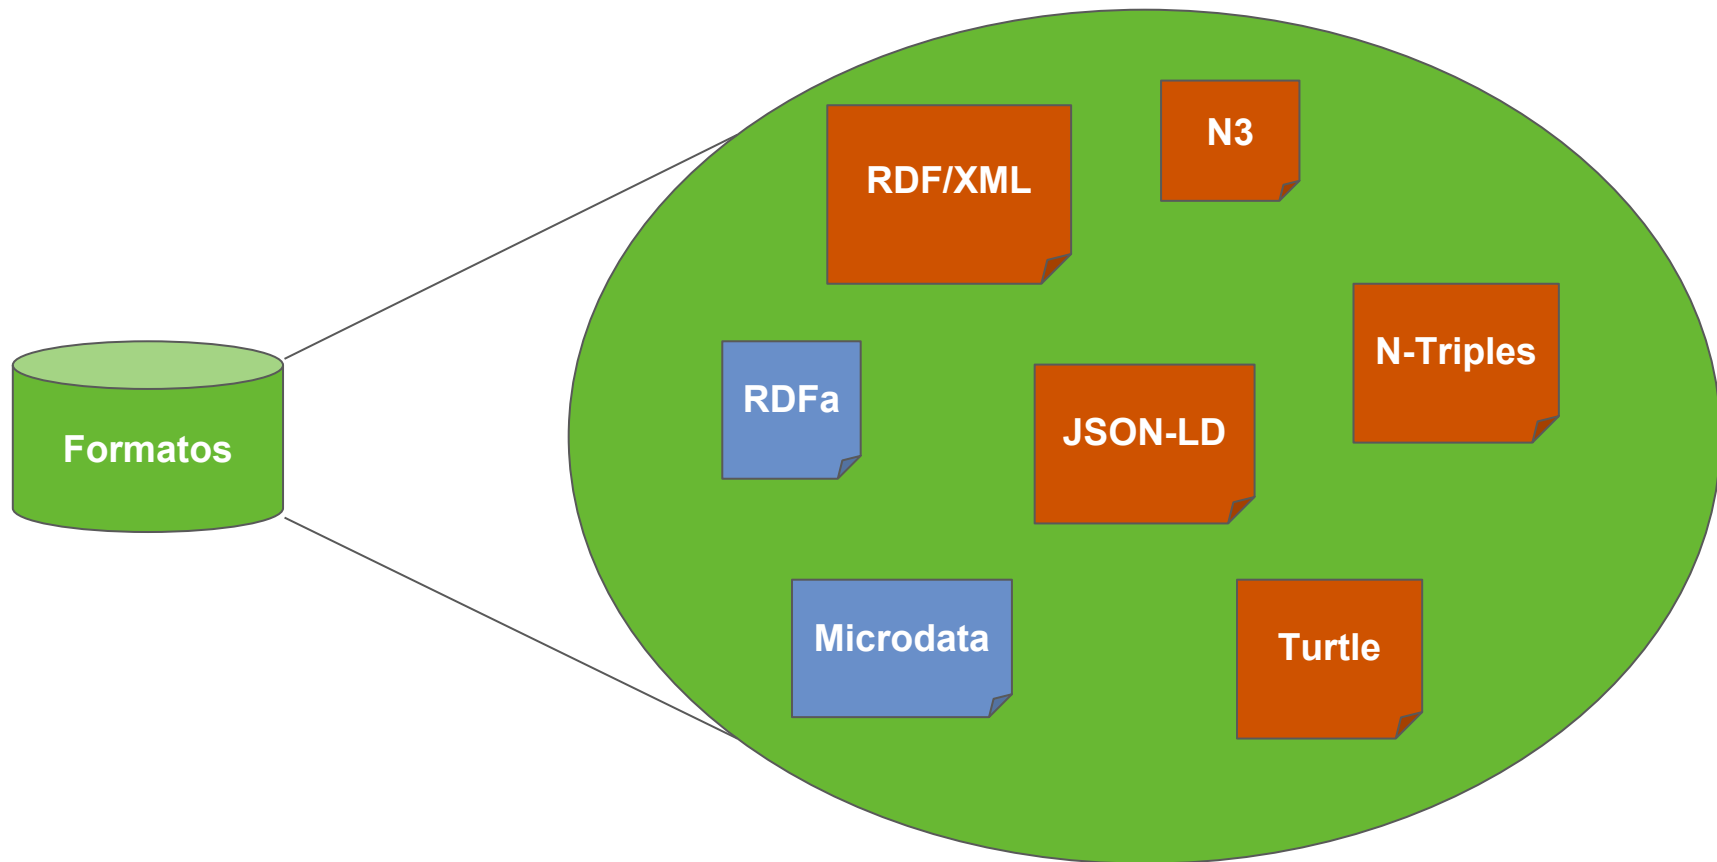 Formatos
RDF/XML
N3
RDFa
JSON-LD
N-Triples
Microdata
Turtle